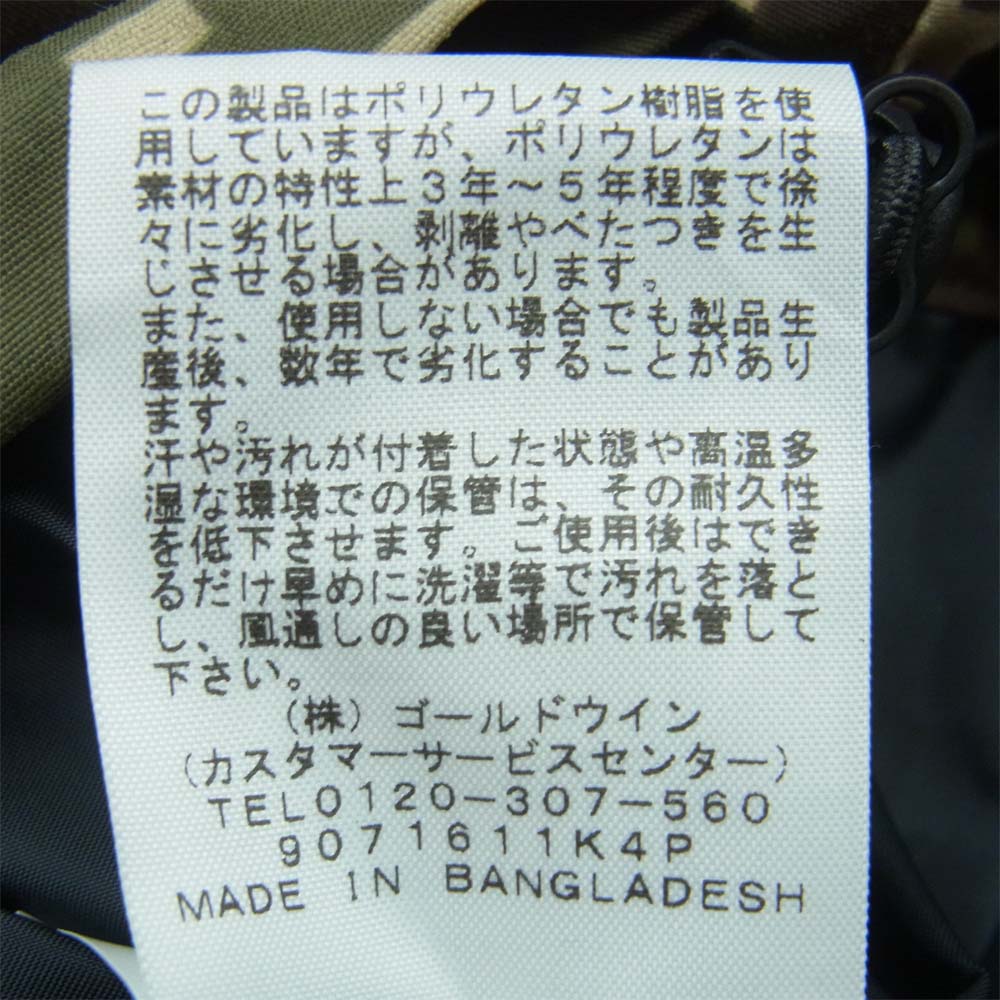 この製品はポリウレタン樹脂を使
用していますが、ポリウレタンは
素材の特性上3年～5年程度で徐
々に劣化し、剥離やべたつきを生
じさせる場合があります。
また、使用しない場合でも製品生
産後、数年で劣化することがあり
ます。
汗や汚れが付着した状態や高温多
湿な環境での保管は、その耐久性
を低下させます。ご使用後はでき
るだけ早めに洗濯等で汚れを落と
し、風通しの良い場所で保管して
下さい。
(株)ゴールドウイン
(カスタマーサービスセンター)
TEL0120-307-560
9071611K4P
MADE IN BANGLADESH